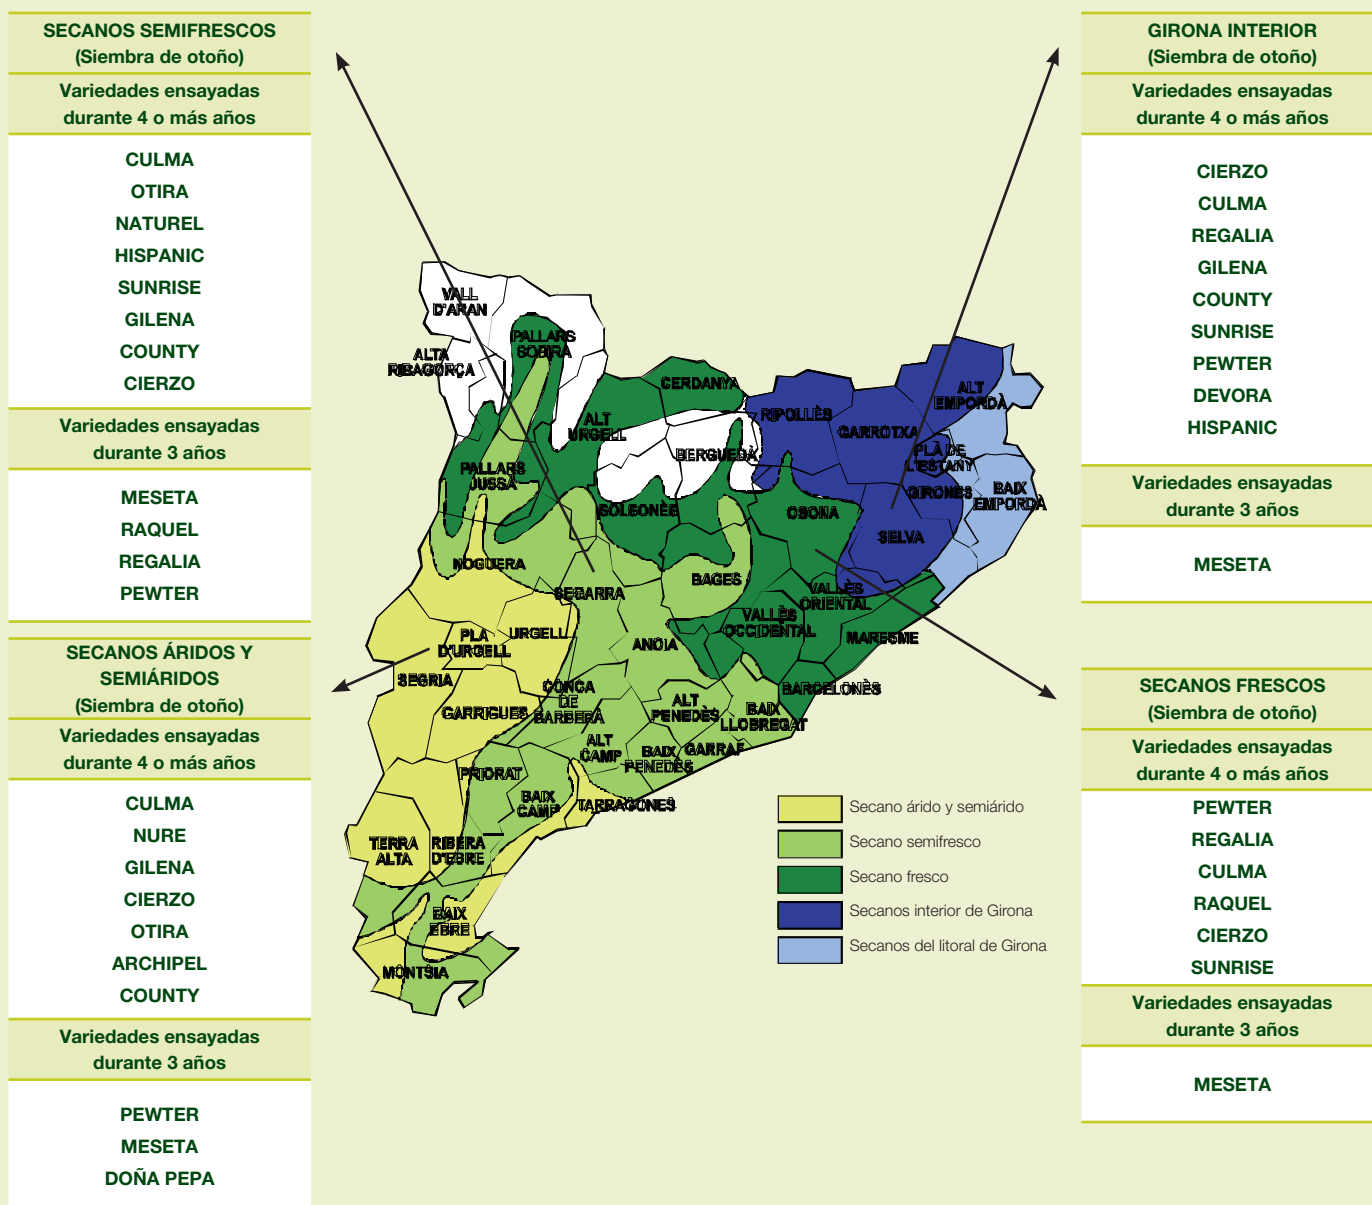 SECANOS SEMIFRESCOS
(Siembra de otoño)
Variedades ensayadas
durante 4 o más años
CULMA
OTIRA
NATUREL
HISPANIC
SUNRISE
GILENA
COUNTY
CIERZO
Variedades ensayadas
durante 3 años
MESETA
RAQUEL
REGALIA
PEWTER
SECANOS ÁRIDOS Y
SEMIÁRIDOS
(Siembra de otoño)
Variedades ensayadas
durante 4 o más años
CULMA
NURE
GILENA
CIERZO
OTIRA
ARCHIPEL
COUNTY
Variedades ensayadas
durante 3 años
PEWTER
MESETA
DOÑA PEPA
VALL
D'ARAN
PALLARS
SOBIRA
ALTA
RIBAGORÇA
CERDANYA
ALT
URGELL
RIPOLLÈS
ALT
EMPORDÀ
GARROTXA
BERGUEDÀ
PLÀ DE
L'ESTANY
PALLARS
JUSSA
GIRONES
BAIX
EMPORDÀ
SOLSONÈS
OSONA
SELVA
NOGUERA
BAGES
SEGARRA
VALLÈS
ORIENTAL
VALLÈS
OCCIDENTAL
MARESME
URGELL
PLA
D'URGELL
ANOIA
SEGRIA
CONCA
DE
BARBERÀ
BARCELONÈS
GARRIGUES
ALT
PENEDÈS
BAIX
LLOBREGAT
ALT
CAMP
BAIX
PENEDÈS
GARRAF
PRIORAT
BAIX
CAMP
TARRAGONES
TERRA
ALTA
RIBERA
D'EBRE
BAIX
EBRE
MONTSIA
Secano árido y semiárido
Secano semifresco
Secano fresco
Secanos interior de Girona
Secanos del litoral de Girona
GIRONA INTERIOR
(Siembra de otoño)
Variedades ensayadas
durante 4 o más años
CIERZO
CULMA
REGALIA
GILENA
COUNTY
SUNRISE
PEWTER
DEVORA
HISPANIC
Variedades ensayadas
durante 3 años
MESETA
SECANOS FRESCOS
(Siembra de otoño)
Variedades ensayadas
durante 4 o más años
PEWTER
REGALIA
CULMA
RAQUEL
CIERZO
SUNRISE
Variedades ensayadas
durante 3 años
MESETA